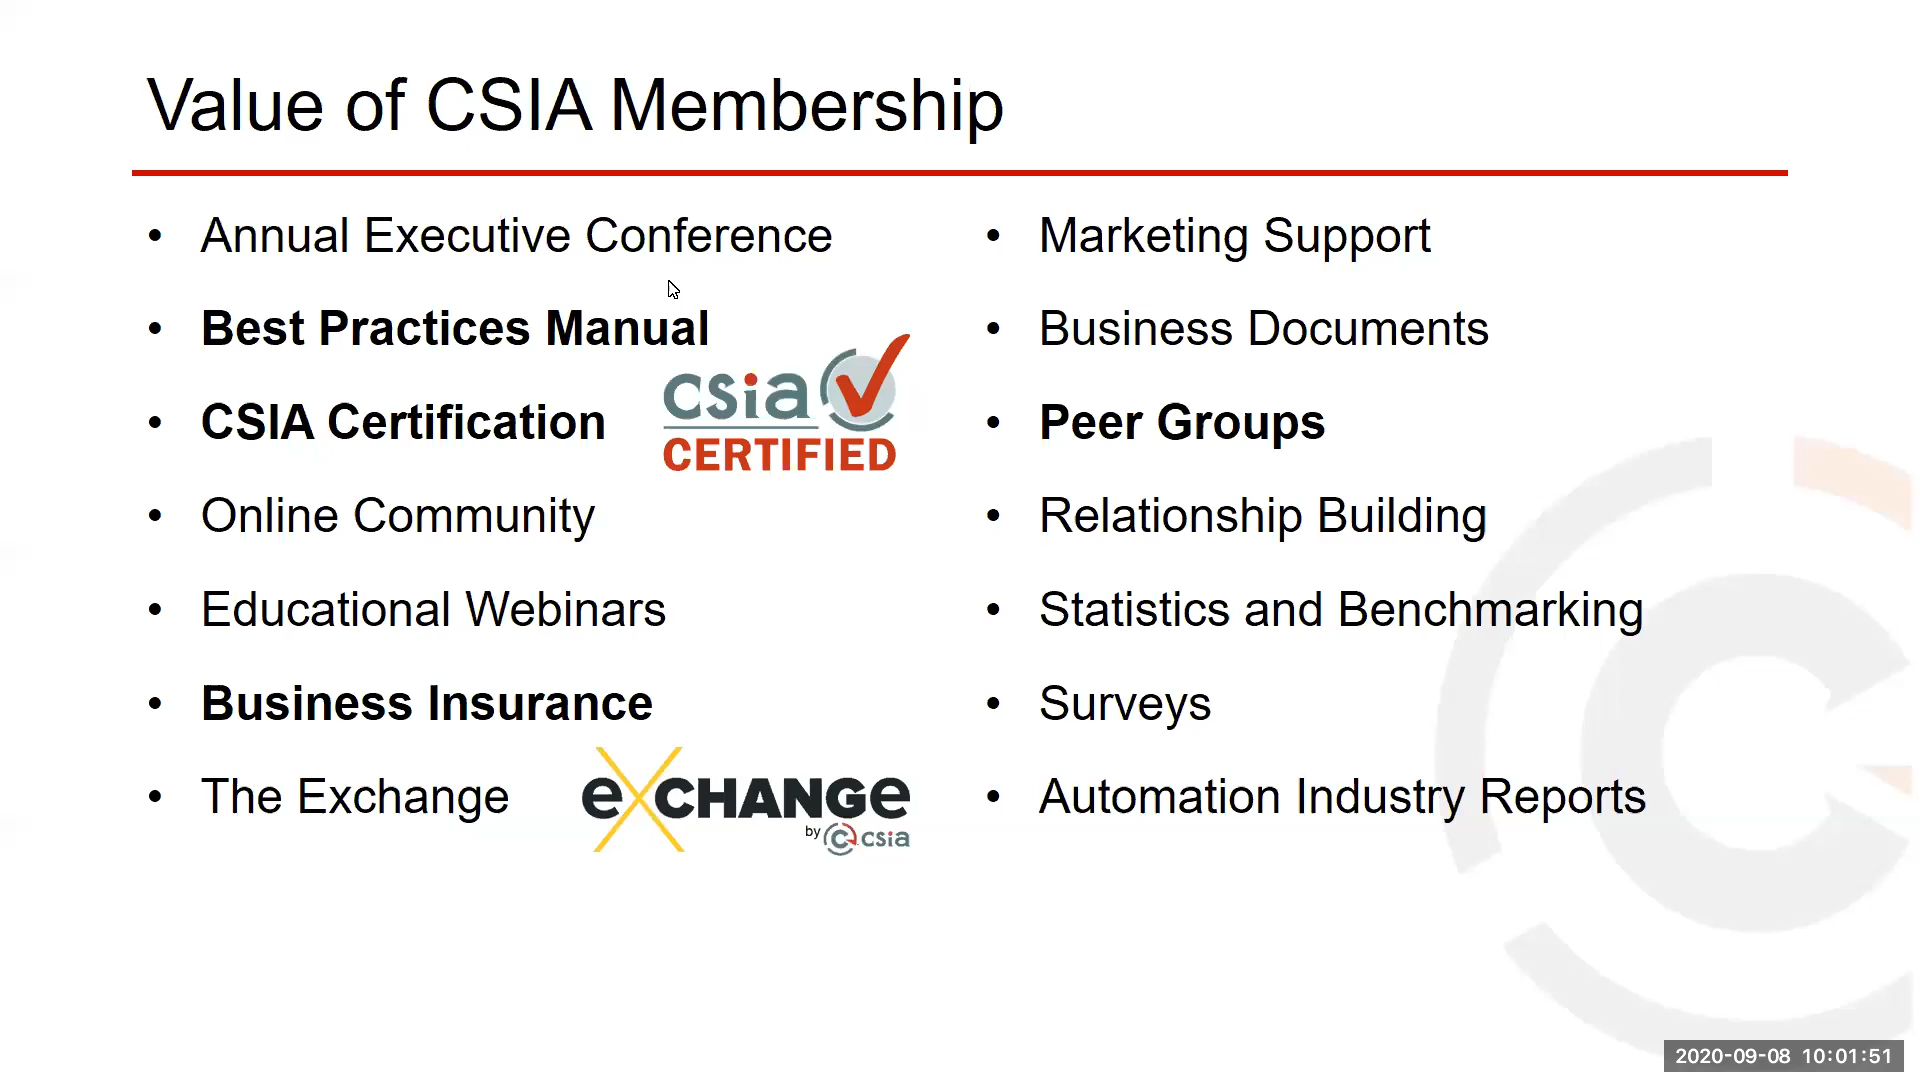 Value of CSIA Membership
• Annual Executive Conference
• Best Practices Manual
• CSIA Certification
csia
CERTIFIED
• Online Community
• Educational Webinars
• Business Insurance
• The Exchange
eXCHANGe
by csia
• Marketing Support
• Business Documents
• Peer Groups
• Relationship Building
• Statistics and Benchmarking
• Surveys
• Automation Industry Reports
2020-09-08 10:01:51